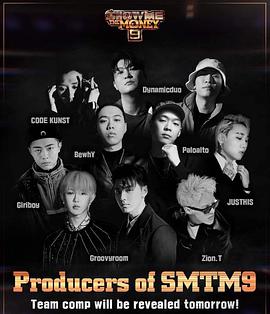 SHOW ME
THE MONEY
9
Dynamicduo
CODE KUNST
BewhY
Paloalto
Giriboy
JUSTHIS
Groovyroom
Zion.T
Producers of SMTM9
Team comp will be revealed tomorrow!